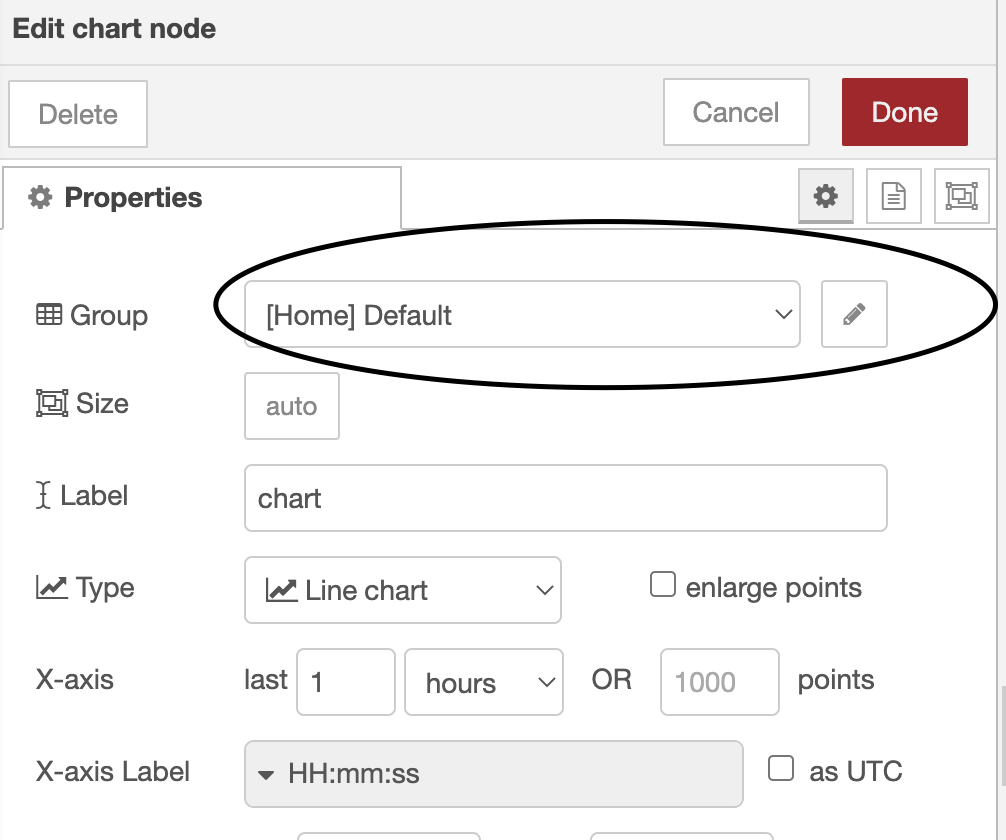 Edit chart node
Delete Cancel Done
Properties
Group [Home] Default
Size auto
Label chart
Type Line chart enlarge points
X-axis last 1 hours OR 1000 points
X-axis Label HH:mm:ss as UTC